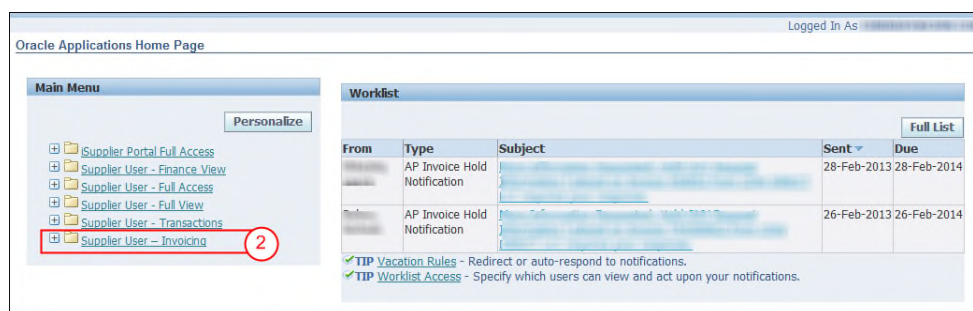 Logged In As
Oracle Applications Home Page
Main Menu
Personalize
iSupplier Portal Full Access
Supplier User - Finance View
Supplier User - Full Access
Supplier User - Full View
Supplier User - Transactions
Supplier User – Invoicing
2
Worklist
Full List
From Type Subject Sent Due
AP Invoice Hold 28-Feb-2013 28-Feb-2014
Notification
AP Invoice Hold 26-Feb-2013 26-Feb-2014
Notification
TIP Vacation Rules - Redirect or auto-respond to notifications.
TIP Worklist Access - Specify which users can view and act upon your notifications.